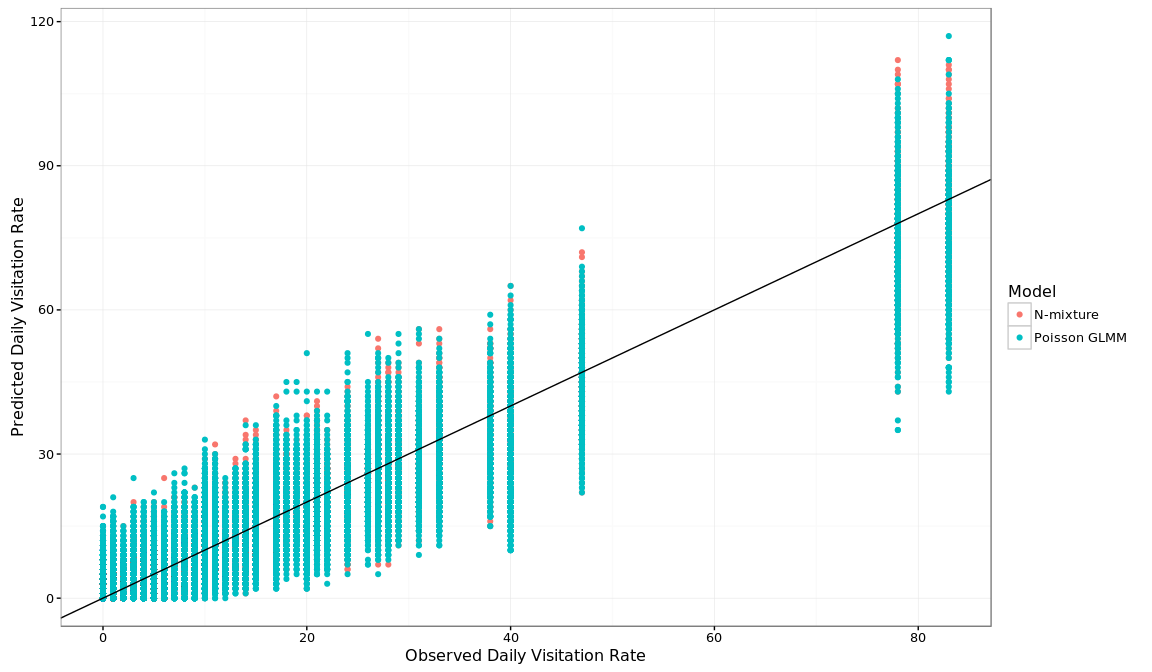 120
90
60
30
0
0
20
40
60
80
Predicted Daily Visitation Rate
Observed Daily Visitation Rate
Model
N-mixture
Poisson GLMM